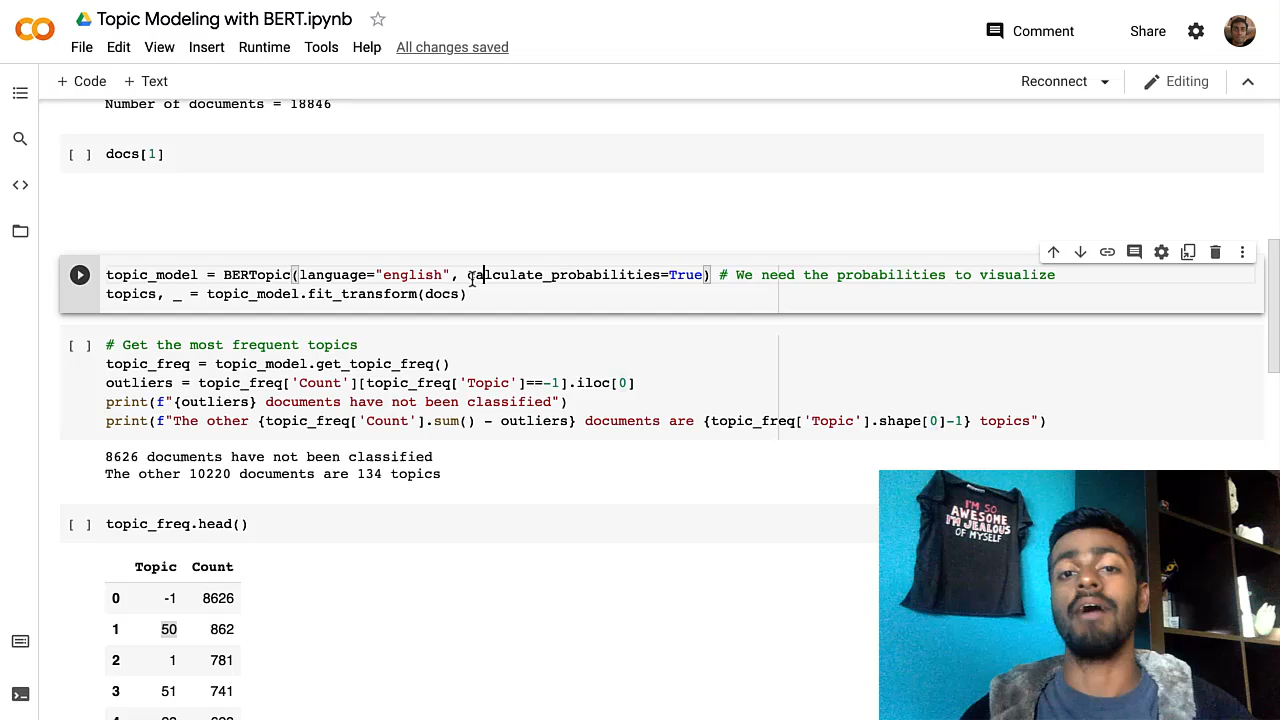 Topic Modeling with BERT.ipynb
File Edit View Insert Runtime Tools Help All changes saved
Comment Share
+ Code + Text
Reconnect Editing
Number of documents = 18846
[ ] docs[1]
topic_model = BERTopic(language="english", calculate_probabilities=True) # We need the probabilities to visualize
topics, _ = topic_model.fit_transform(docs)
[ ] # Get the most frequent topics
topic_freq = topic_model.get_topic_freq()
outliers = topic_freq['Count'][topic_freq['Topic']==-1].iloc[0]
print(f"{outliers} documents have not been classified")
print(f"The other {topic_freq['Count'].sum() - outliers} documents are {topic_freq['Topic'].shape[0]-1} topics")
8626 documents have not been classified
The other 10220 documents are 134 topics
[ ] topic_freq.head()
Topic Count
0 -1 8626
1 50 862
2 1 781
3 51 741
I'M SO
AWESOME
I'M JEALOUS
OF MYSELF